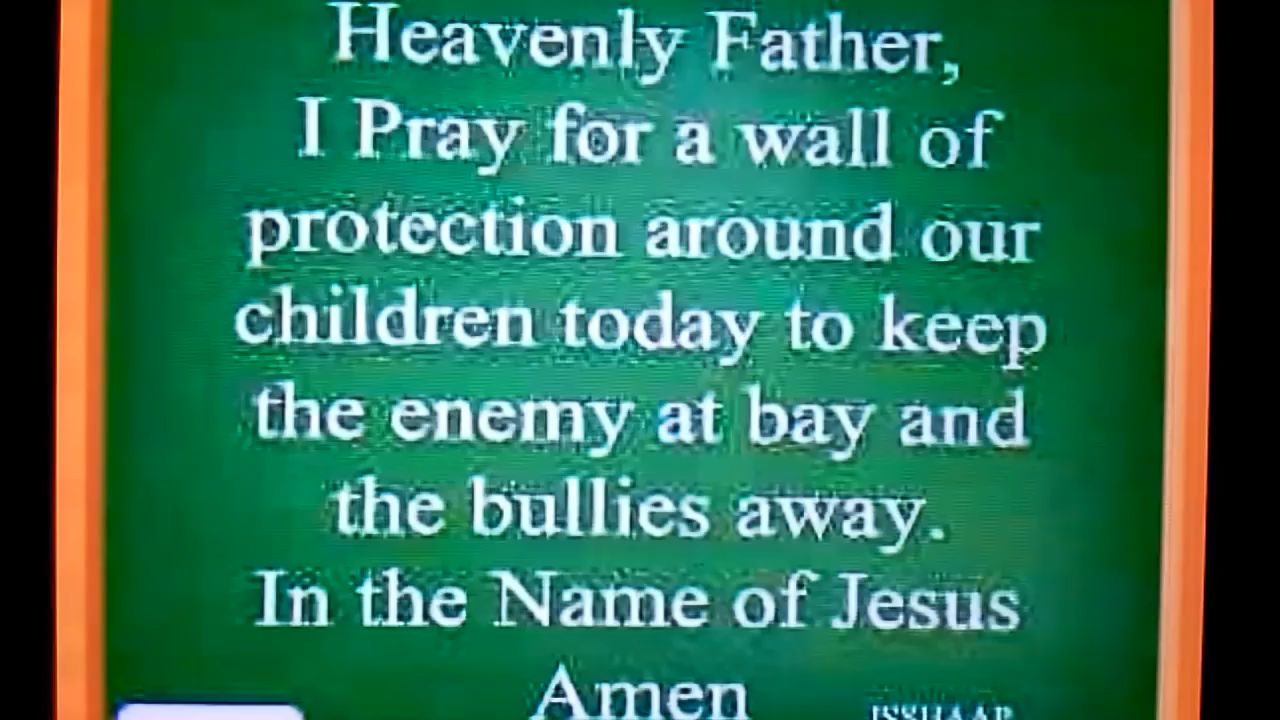 Heavenly Father,
I Pray for a wall of
protection around our
children today to keep
the enemy at bay and
the bullies away.
In the Name of Jesus
Amen